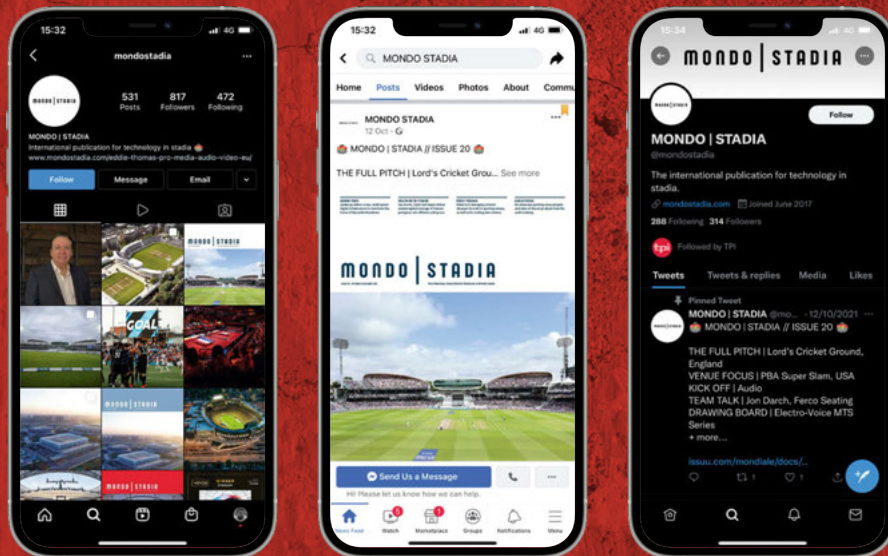 15:32
4G
mondostadia
MONDO | STADIA
531
817
472
Posts
Followers
Following
MONDO | STADIA
International publication for technology in stadia
www.mondostadia.com/eddie-thomas-pro-media-audio-video-eu/
Follow
Message
Email
MONDO | STADIA
GOAL
MONDO | STADIA
MONDO | STADIA
15:32
4G
MONDO STADIA
Home
Posts
Videos
Photos
About
Commu
MONDO STADIA
12 Oct
MONDO | STADIA // ISSUE 20
THE FULL PITCH | Lord's Cricket Grou... See more
MONDO | STADIA
Send Us a Message
Hi! Please let us know how we can help.
News Feed
5
Watch
1
Marketplace
Groups
Notifications
Menu
15:34
4G
MONDO | STADIA
MONDO | STADIA
Follow
MONDO | STADIA
@mondostadia
The international publication for technology in
stadia.
mondostadia.com
Joined June 2017
288 Following
314 Followers
tpi
Followed by TPi
Tweets
Tweets & replies
Media
Likes
Pinned Tweet
MONDO | STADIA @mo... · 12/10/2021
MONDO | STADIA // ISSUE 20
THE FULL PITCH | Lord's Cricket Ground,
England
VENUE FOCUS | PBA Super Slam, USA
KICK OFF | Audio
TEAM TALK | Jon Darch, Ferco Seating
DRAWING BOARD | Electro-Voice MTS
Series
+ more....
issuu.com/mondiale/docs/...
1
1